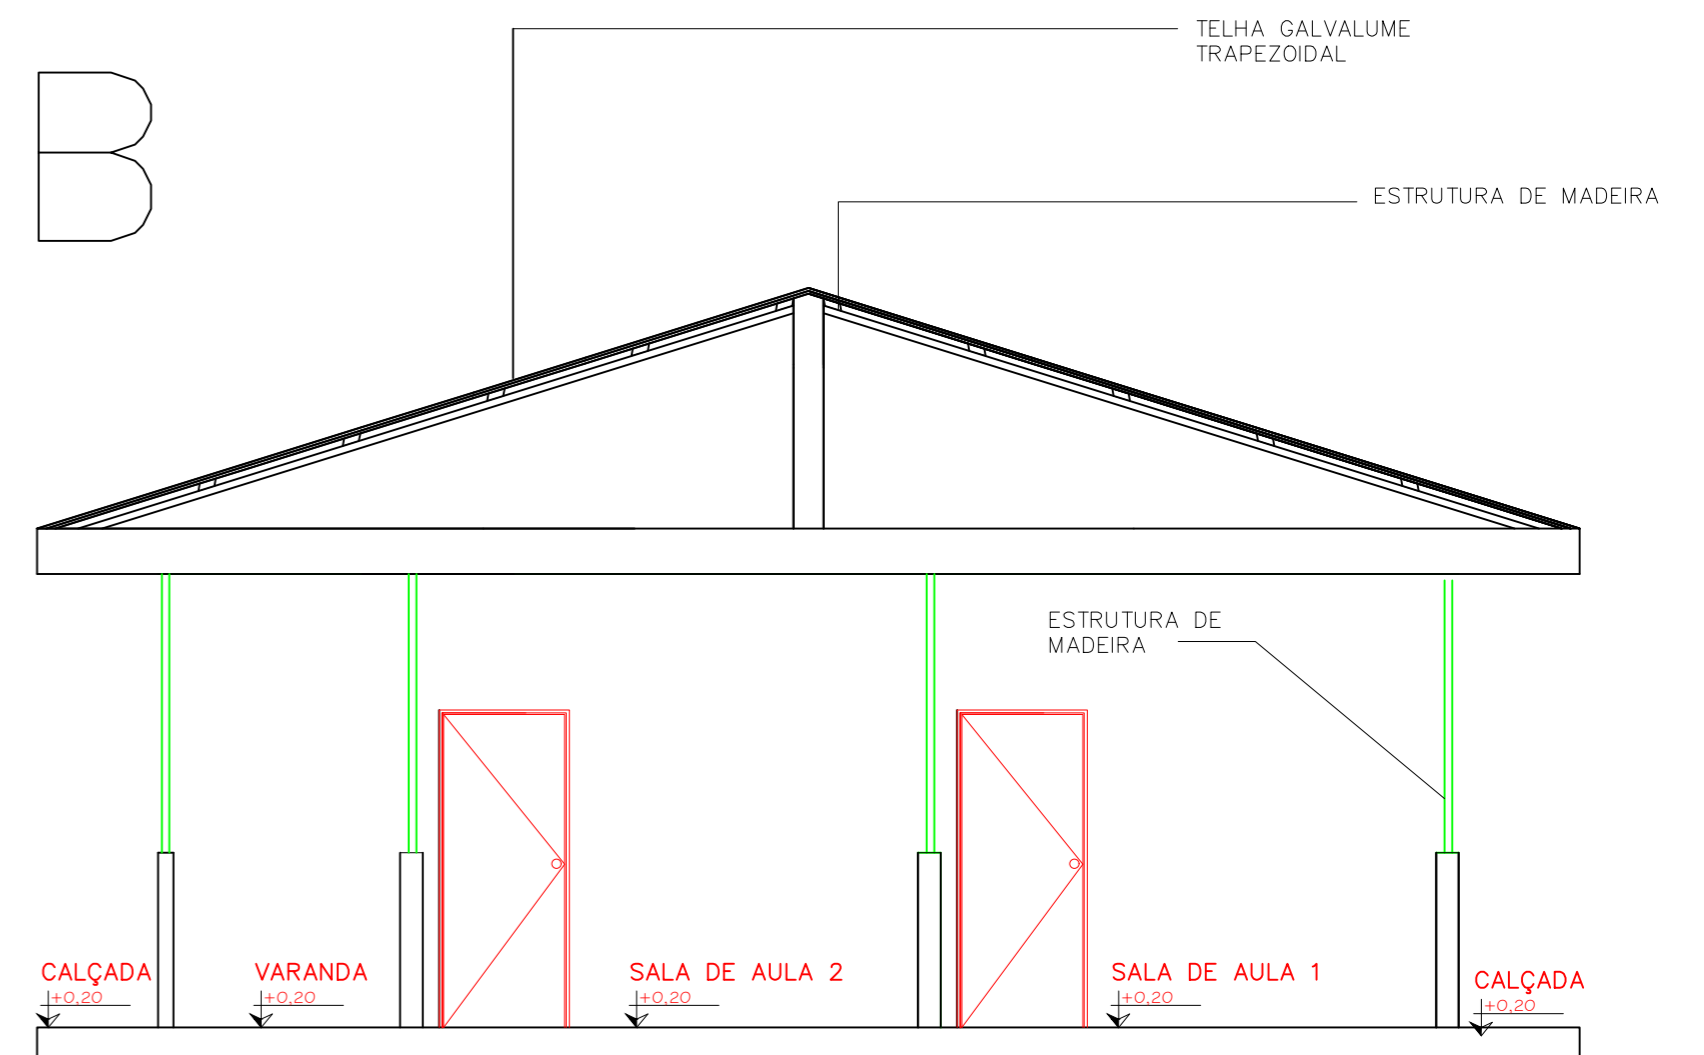 TELHA GALVALUME
TRAPEZOIDAL
B
ESTRUTURA DE MADEIRA
ESTRUTURA DE
MADEIRA
CALÇADA
+0,20
VARANDA
+0,20
SALA DE AULA 2
+0,20
SALA DE AULA 1
+0,20
CALÇADA
+0,20